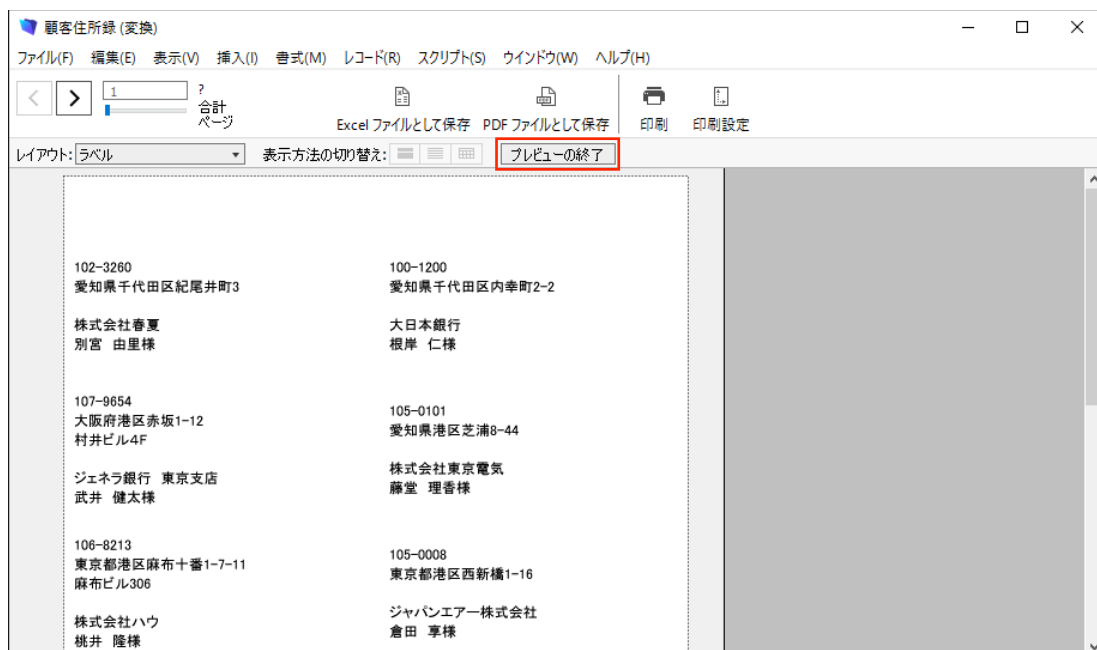 顧客住所録 (変換)
ファイル(F) 編集(E) 表示(V) 挿入(I) 書式(M) レコード(R) スクリプト(S) ウインドウ(W) ヘルプ(H)
1
?
合計
ページ
Excel ファイルとして保存 PDF ファイルとして保存 印刷 印刷設定
レイアウト: ラベル 表示方法の切り替え: プレビューの終了
102-3260
愛知県千代田区紀尾井町3
株式会社春夏
別宮 由里様
100-1200
愛知県千代田区内幸町2-2
大日本銀行
根岸 仁様
107-9654
大阪府港区赤坂1-12
村井ビル4F
ジェネラ銀行 東京支店
武井 健太様
105-0101
愛知県港区芝浦8-44
株式会社東京電気
藤堂 理香様
106-8213
東京都港区麻布十番1-7-11
麻布ビル306
株式会社ハウ
桃井 隆様
105-0008
東京都港区西新橋1-16
ジャパンエアー株式会社
倉田 享様